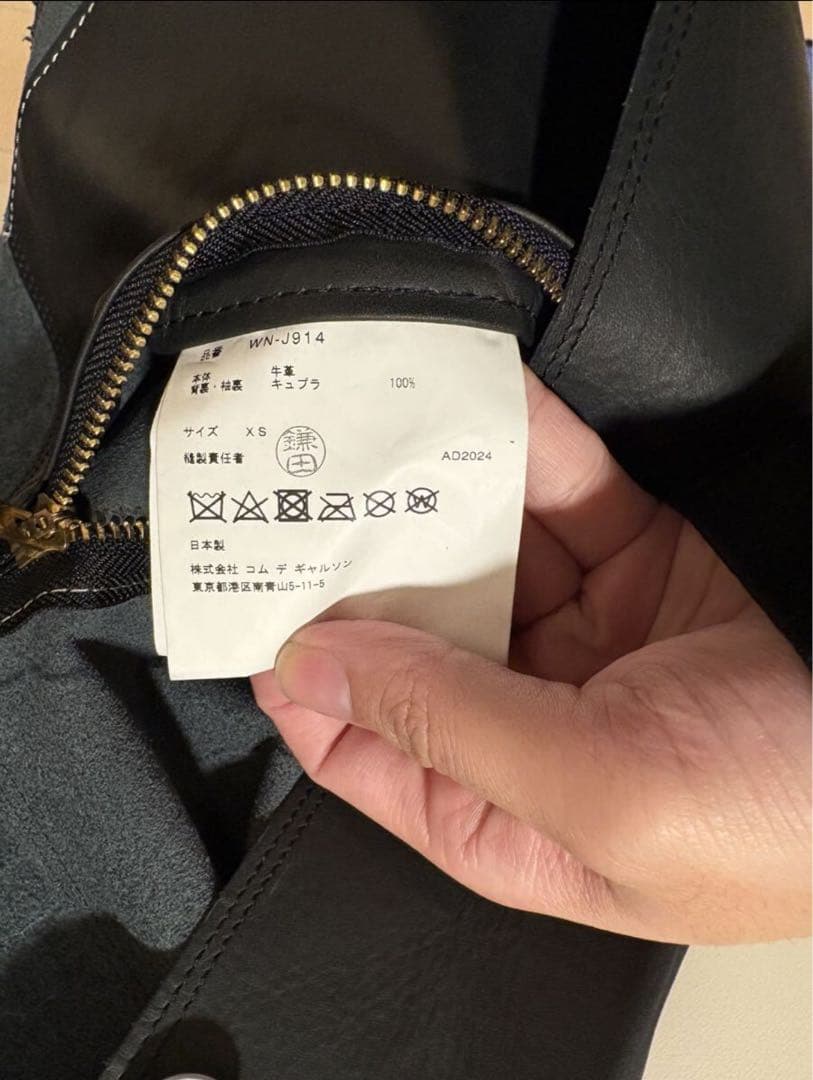 品番 WN-J914
本体 牛革
背裏・袖裏 キュプラ 100%
サイズ XS
縫製責任者 鎌田 AD2024
日本製
株式会社 コム デ ギャルソン
東京都港区南青山5-11-5